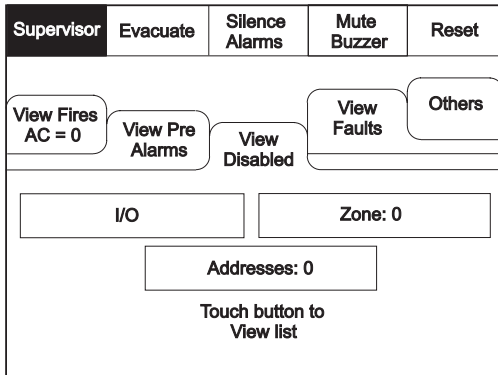 Supervisor
Evacuate
Silence
Alarms
Mute
Buzzer
Reset
View Fires
AC = 0
View Pre
Alarms
View
Disabled
View
Faults
Others
I/O
Zone: 0
Addresses: 0
Touch button to
View list